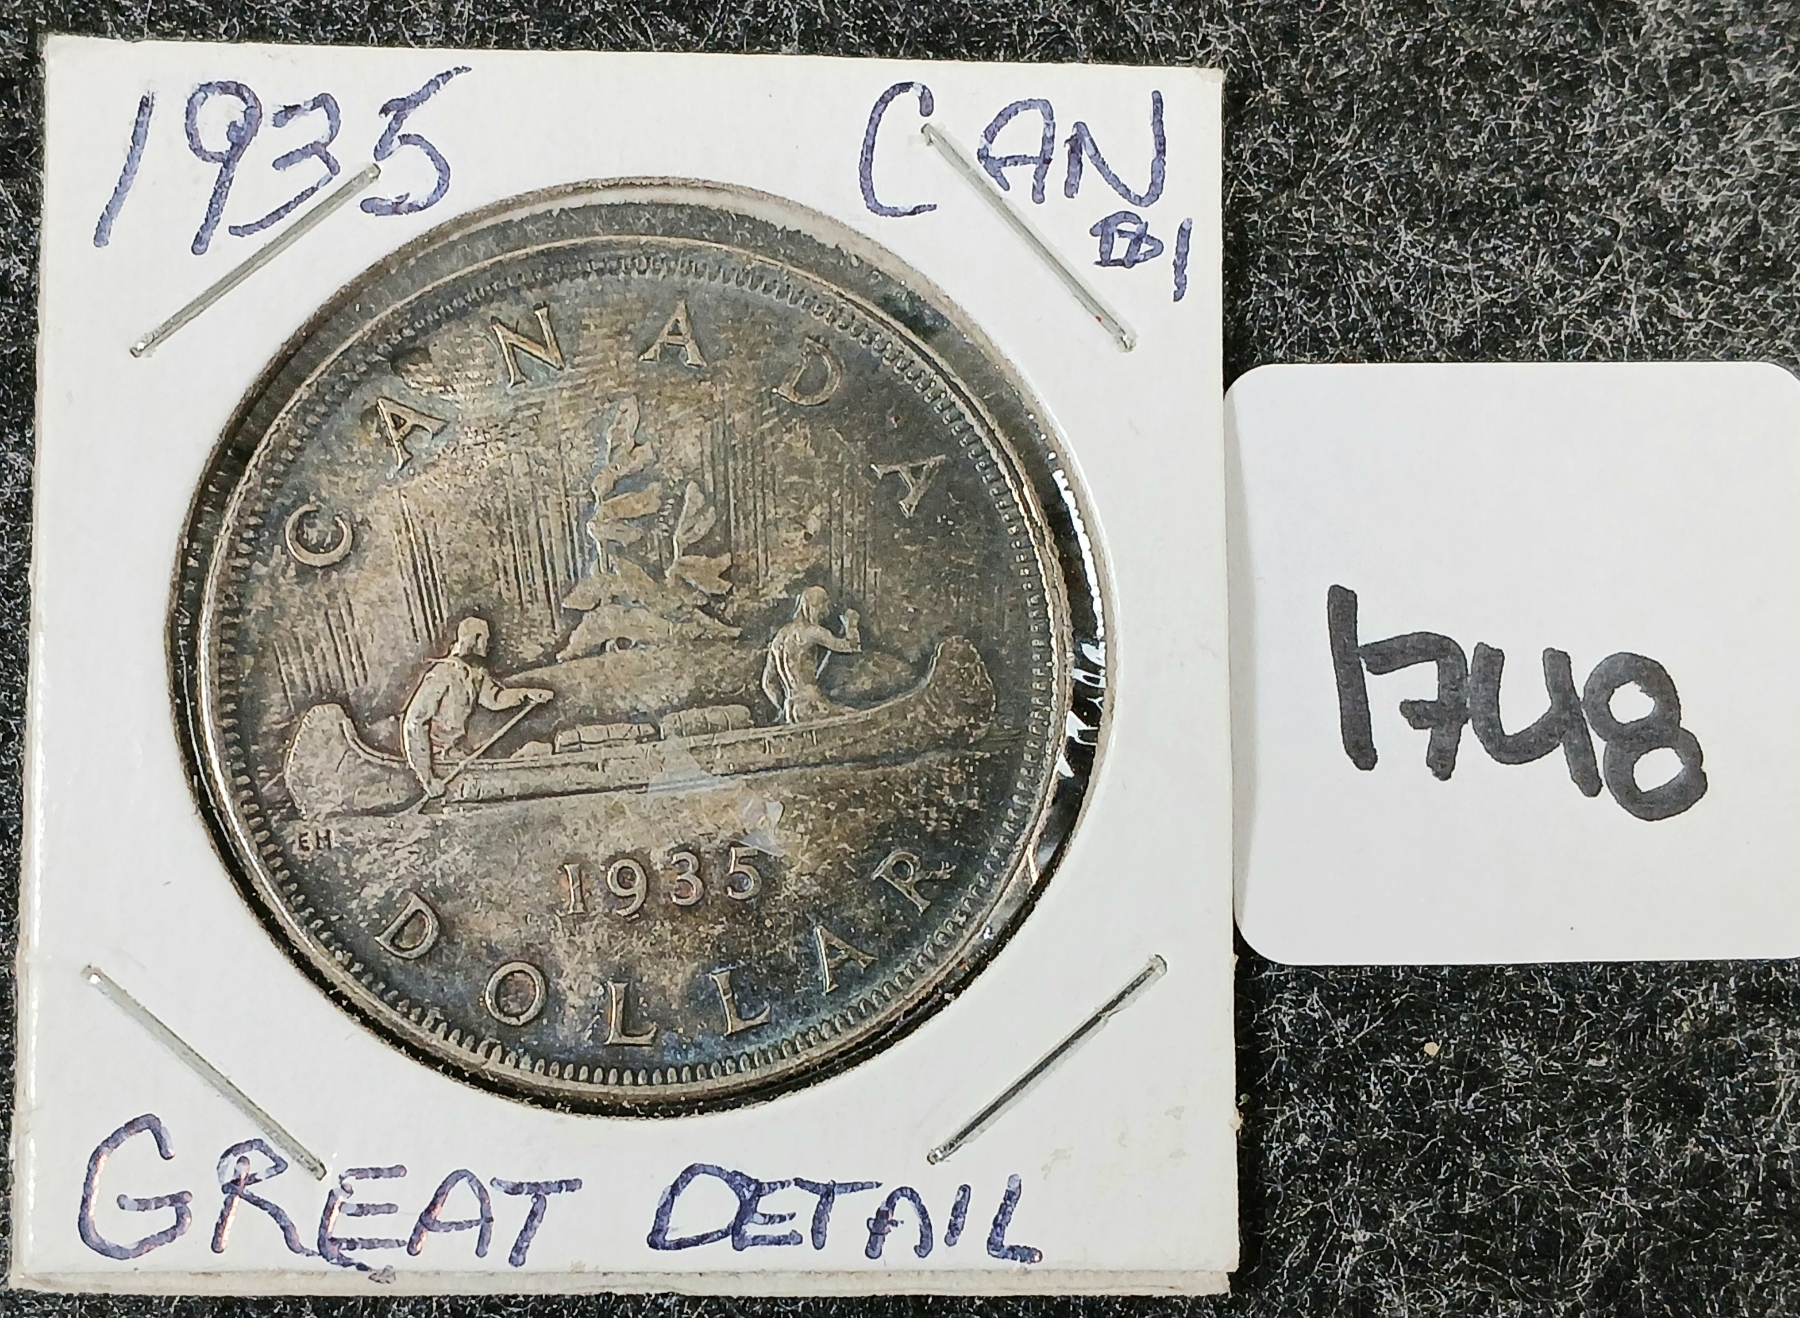 1935 CAN
$1
CANADA
EH
1935
DOLLAR
GREAT DETAIL
1748